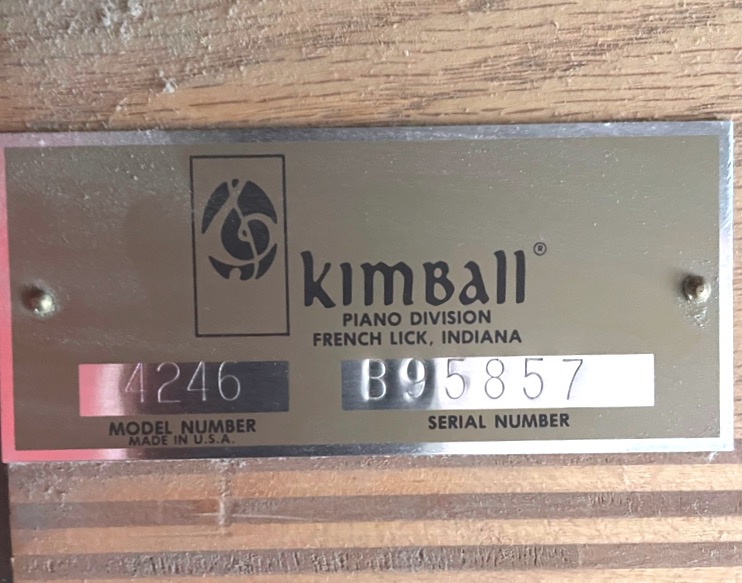 Kimball®
PIANO DIVISION
FRENCH LICK, INDIANA
4246 B95857
MODEL NUMBER SERIAL NUMBER
MADE IN U.S.A.